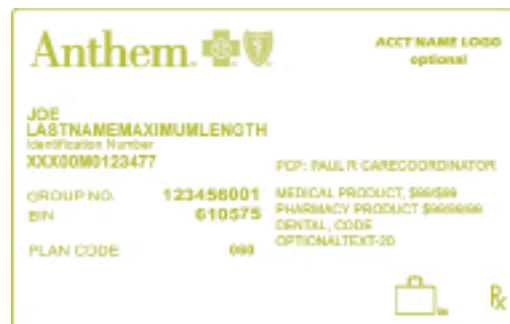 Anthem.
ACCT NAME LOGO
optional
JOE
LASTNAMEMAXIMUMLENGTH
Identification Number
XXX00M0123477
PCP: PAUL R CARECOORDINATOR
GROUP NO. 123456001
BIN 610575
PLAN CODE 060
MEDICAL PRODUCT, $99/$99
PHARMACY PRODUCT $99/99/99
DENTAL, CODE
OPTIONALTEXT-20
Rx